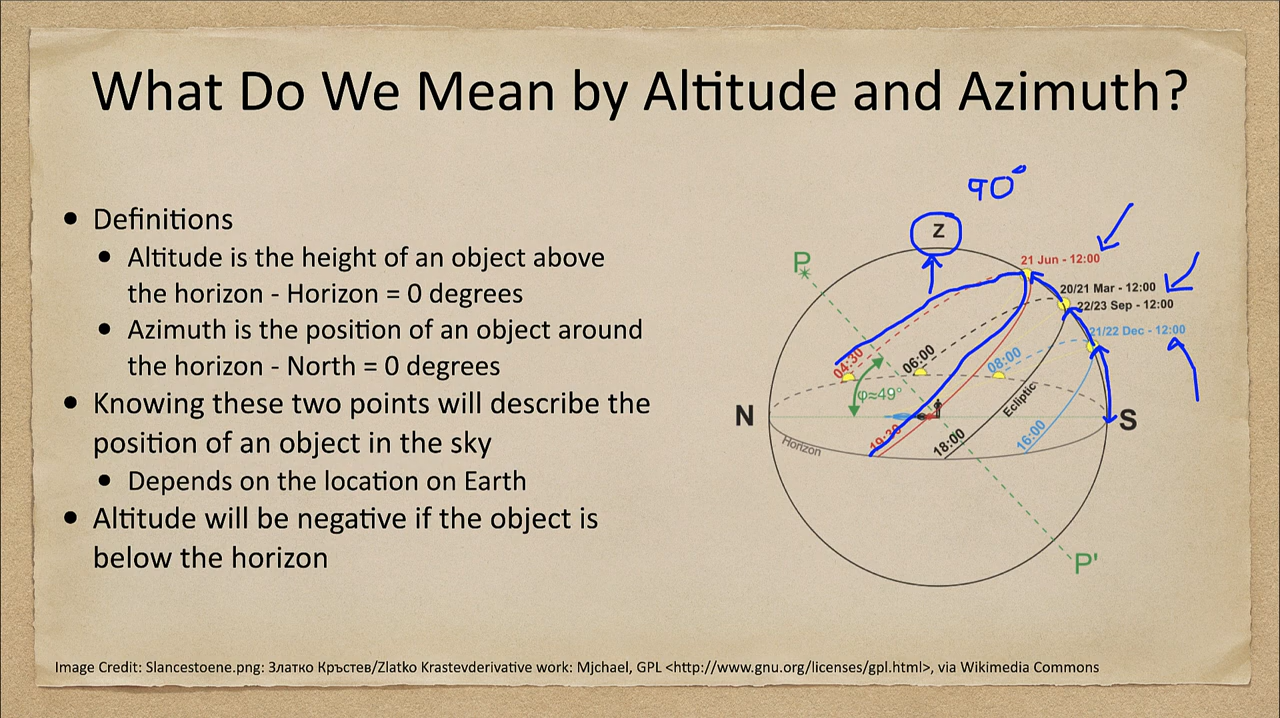 What Do We Mean by Altitude and Azimuth?
• Definitions
• Altitude is the height of an object above
the horizon - Horizon = 0 degrees
• Azimuth is the position of an object around
the horizon - North = 0 degrees
• Knowing these two points will describe the
position of an object in the sky
• Depends on the location on Earth
• Altitude will be negative if the object is
below the horizon
90°
Z
P
21 Jun - 12:00
20/21 Mar - 12:00
22/23 Sep - 12:00
21/22 Dec - 12:00
04:30
06:00
08:00
φ≈49°
N
S
Ecliptic
Horizon
19:30
18:00
16:00
P'
Image Credit: Slancestoene.png: Златко Кръстев/Zlatko Krastevderivative work: Mjchael, GPL <http://www.gnu.org/licenses/gpl.html>, via Wikimedia Commons